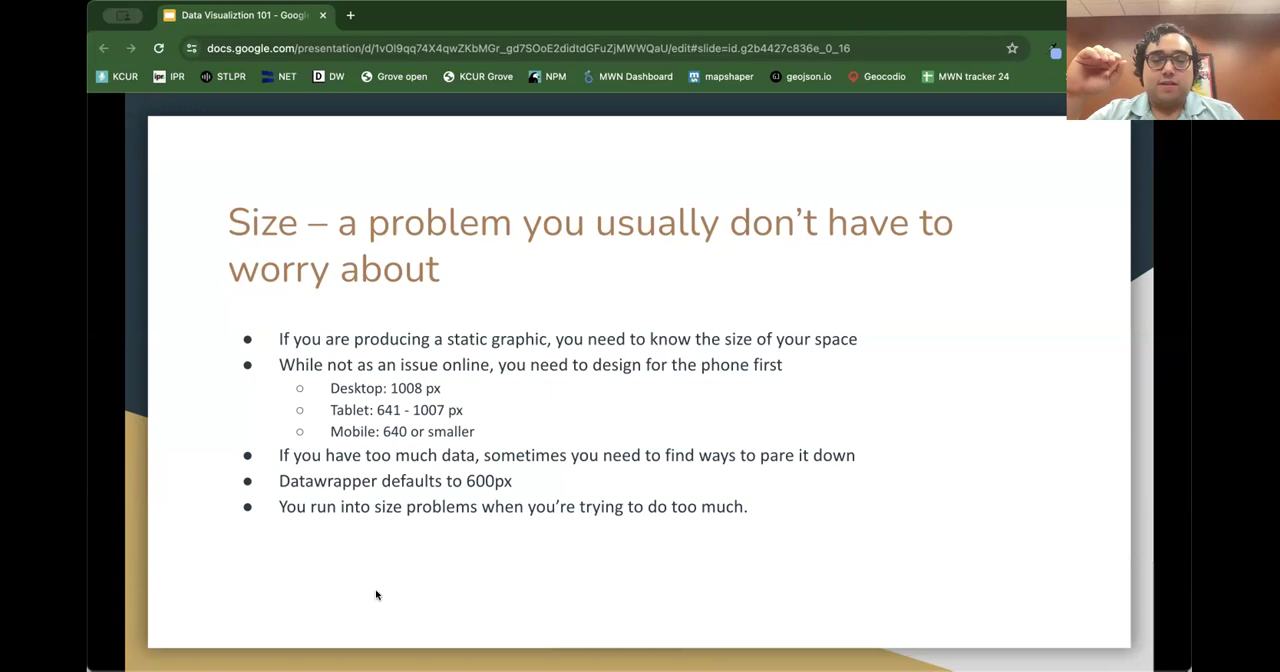 Data Visualiztion 101 - Googl
docs.google.com/presentation/d/1vOl9qq74X4qwZKbMGr_gd7SOoE2didtdGFuZjMWWQaU/edit#slide=id.g2b4427c836e_0_16
KCUR IPR STLPR NET DW Grove open KCUR Grove NPM MWN Dashboard mapshaper geojson.io Geocodio MWN tracker 24
Size – a problem you usually don’t have to
worry about
● If you are producing a static graphic, you need to know the size of your space
● While not as an issue online, you need to design for the phone first
○ Desktop: 1008 px
○ Tablet: 641 - 1007 px
○ Mobile: 640 or smaller
● If you have too much data, sometimes you need to find ways to pare it down
● Datawrapper defaults to 600px
● You run into size problems when you’re trying to do too much.